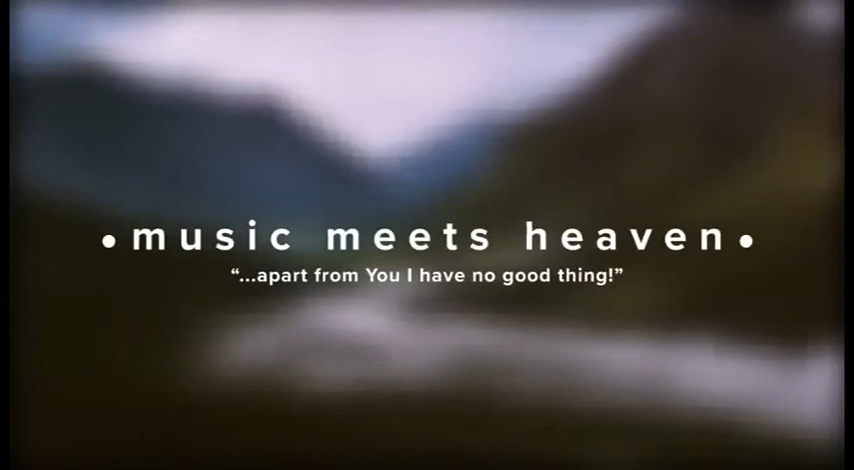 • music meets heaven •
“...apart from You I have no good thing!”